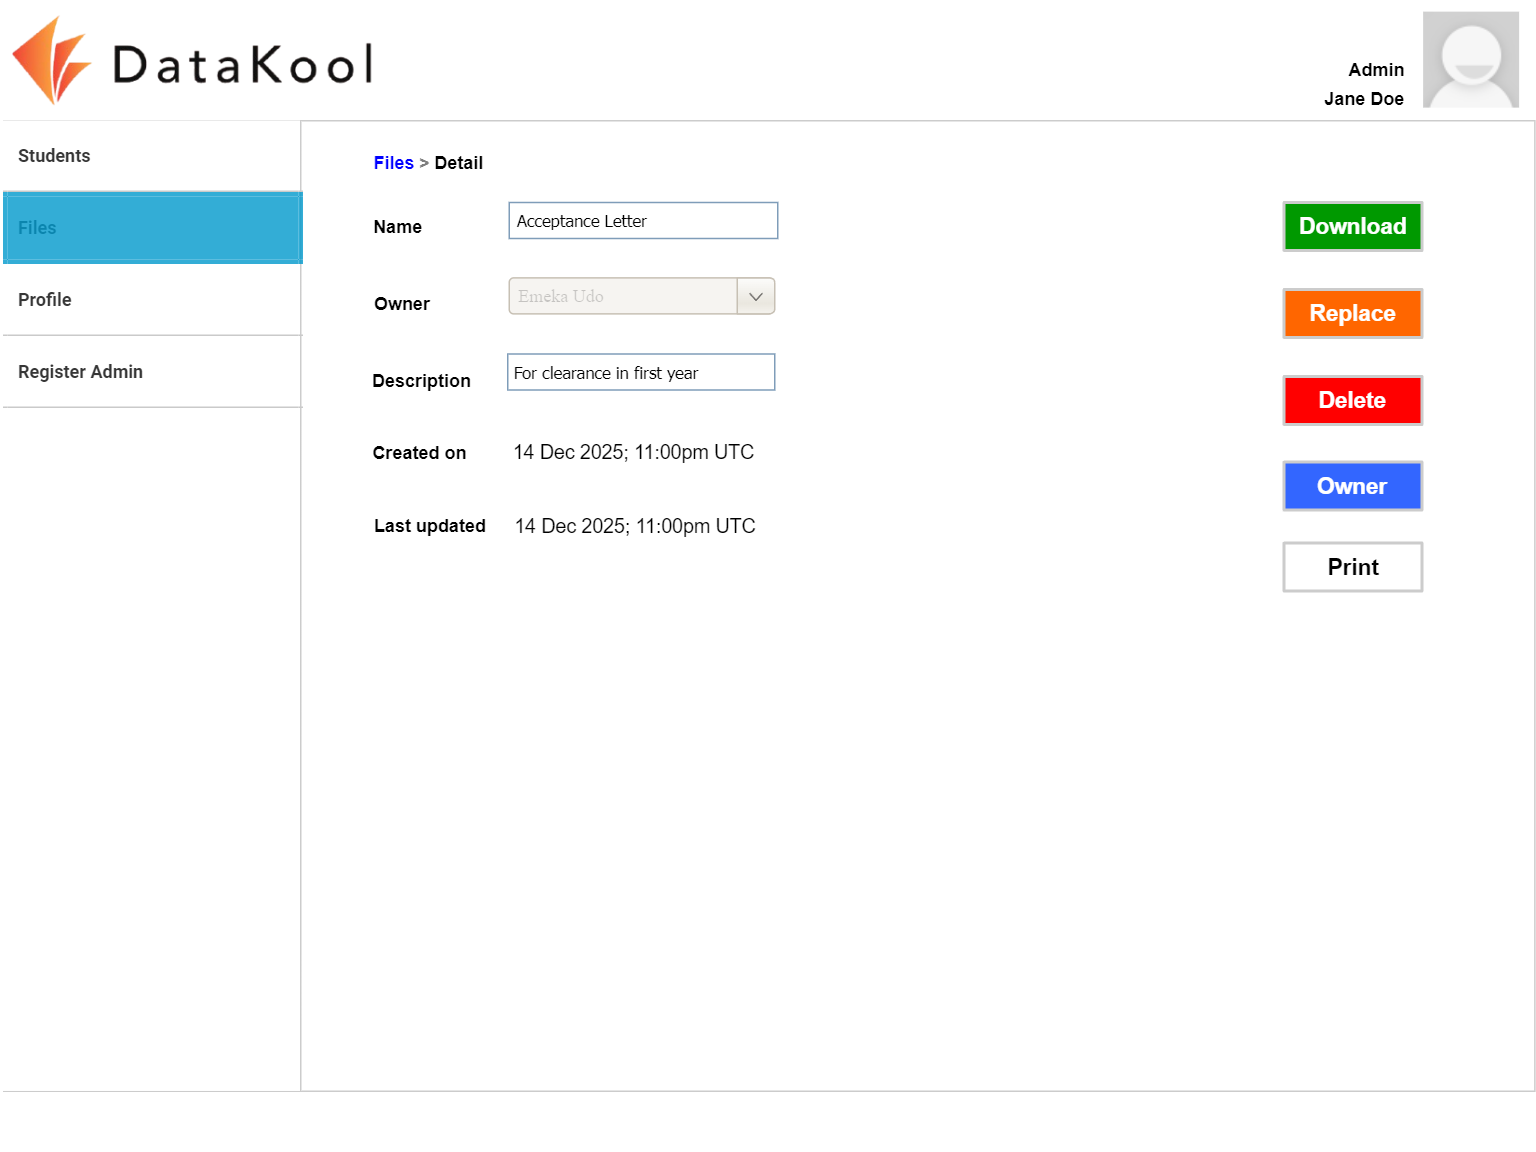 DataKool
Admin
Jane Doe
Students
Files
Profile
Register Admin
Files > Detail
Name
Acceptance Letter
Owner
Emeka Udo
Description
For clearance in first year
Created on
14 Dec 2025; 11:00pm UTC
Last updated
14 Dec 2025; 11:00pm UTC
Download
Replace
Delete
Owner
Print